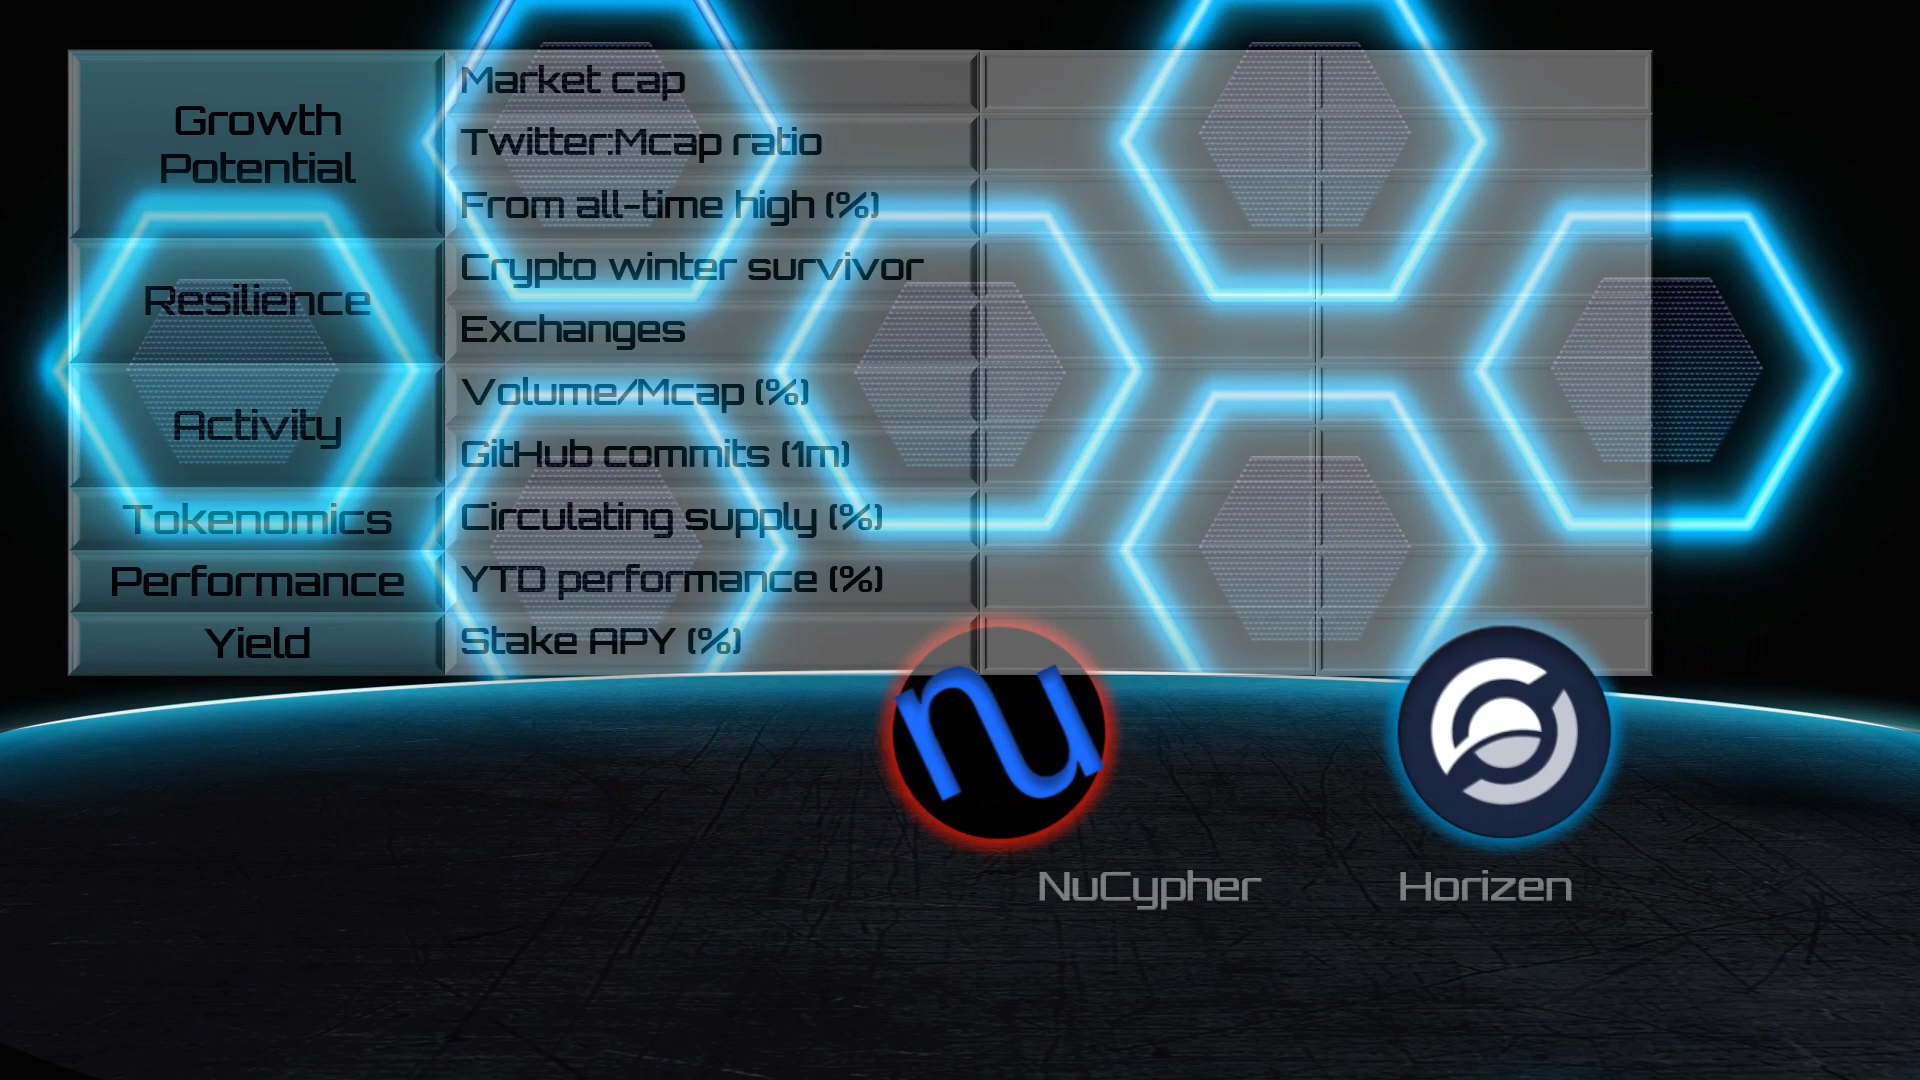 Growth
Potential
Market cap
Twitter:Mcap ratio
From all-time high (%)
Resilience
Crypto winter survivor
Exchanges
Activity
Volume/Mcap (%)
GitHub commits (1m)
Tokenomics
Circulating supply (%)
Performance
YTD performance (%)
Yield
Stake APY (%)
nu
NuCypher
Horizen